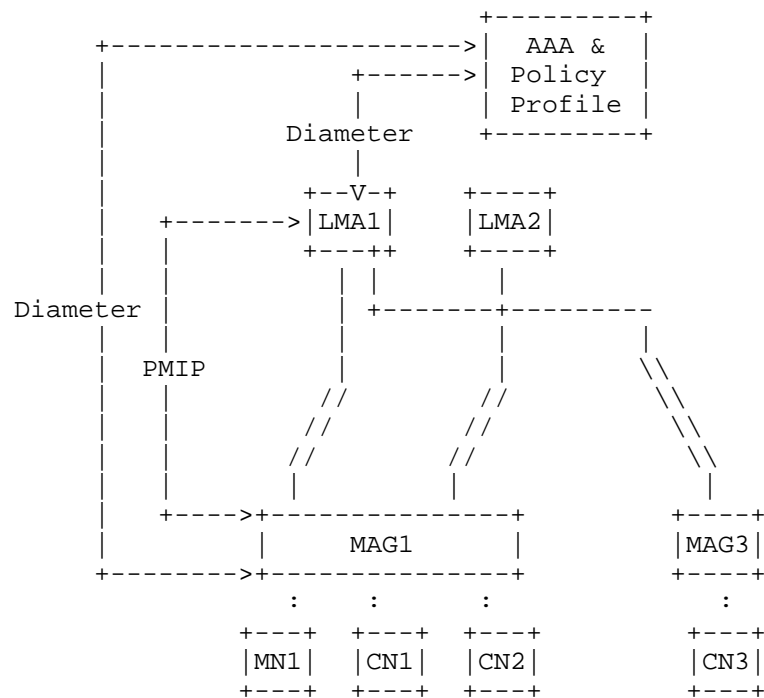 AAA &
Policy
Profile
Diameter
LMA1 LMA2
Diameter
PMIP
MAG1 MAG3
MN1 CN1 CN2 CN3